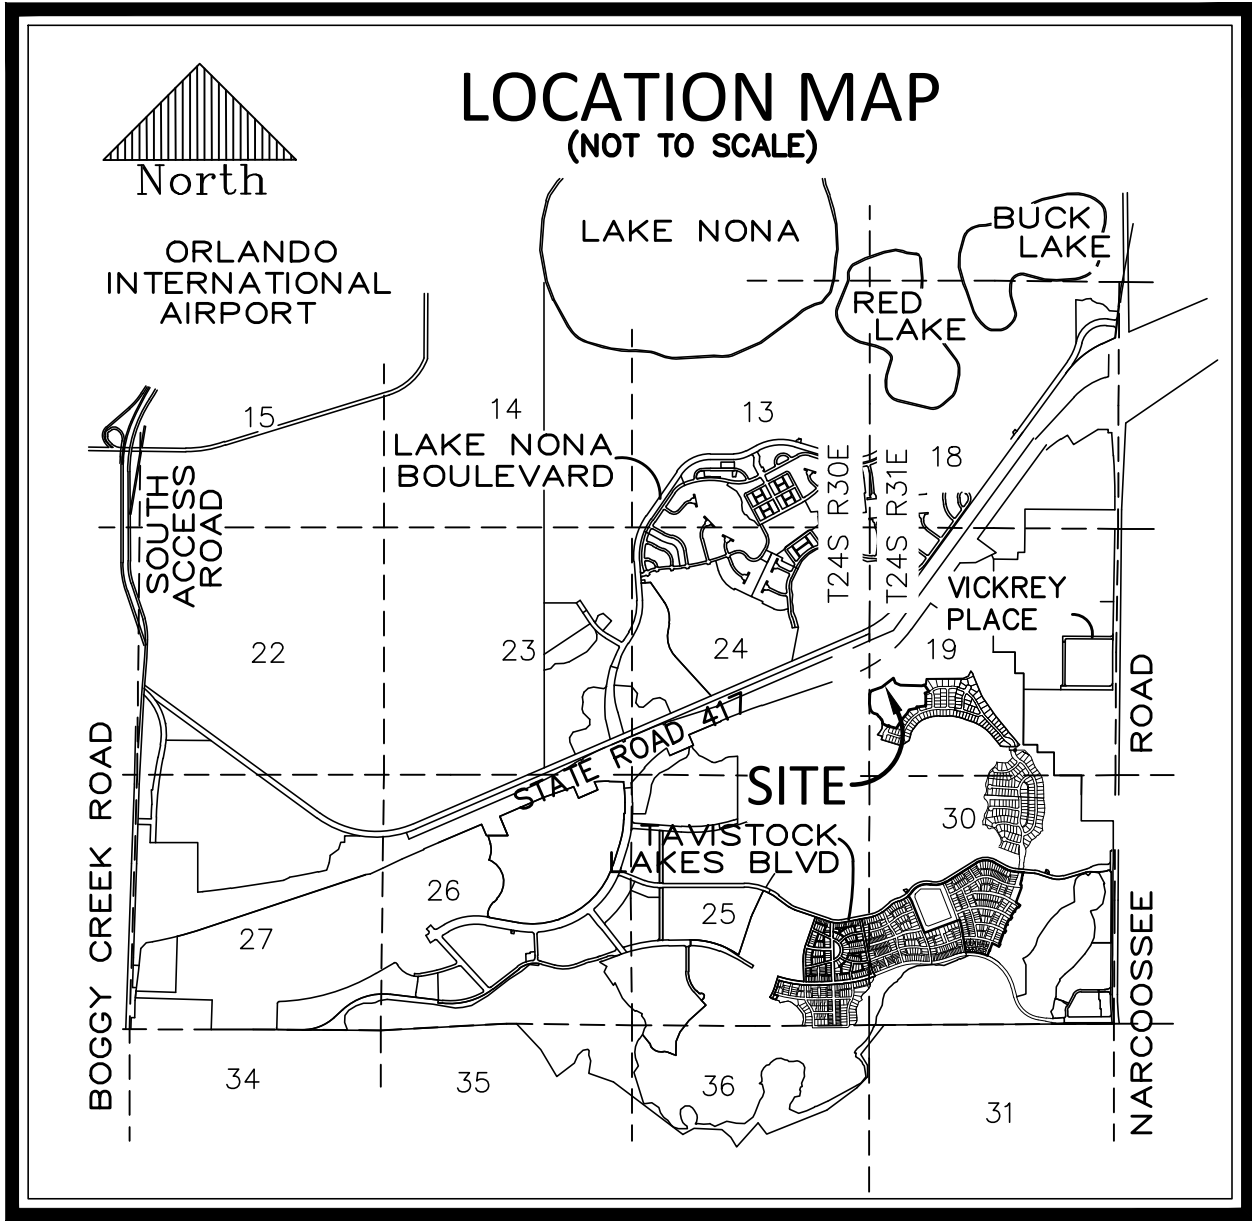 LOCATION MAP
(NOT TO SCALE)
North
ORLANDO
INTERNATIONAL
AIRPORT
LAKE NONA
BUCK
LAKE
RED
LAKE
15
14
13
18
LAKE NONA
BOULEVARD
SOUTH
ACCESS
ROAD
T24S R30E
T24S R31E
VICKREY
PLACE
22
23
24
19
STATE ROAD 417
SITE
30
TAVISTOCK
LAKES BLVD
BOGGY CREEK ROAD
NARCOOSSEE ROAD
27
26
25
34
35
36
31